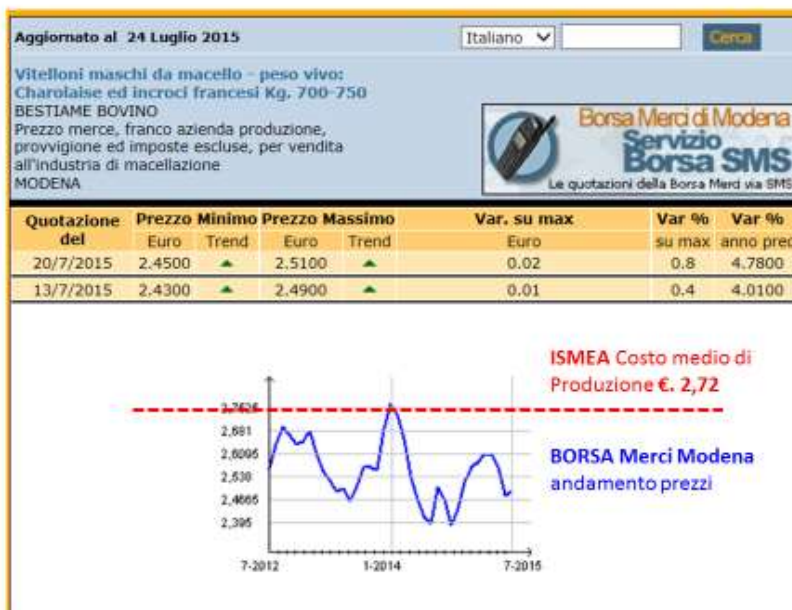 Aggiornato al 24 Luglio 2015
Italiano
Cerca
Vitelloni maschi da macello - peso vivo:
Charolaise ed incroci francesi Kg. 700-750
BESTIAME BOVINO
Prezzo merce, franco azienda produzione,
provvigione ed imposte escluse, per vendita
all'industria di macellazione
MODENA
Borsa Merci di Modena
Servizio
Borsa SMS
Le quotazioni della Borsa Merci via SMS
Quotazione del Prezzo Minimo Prezzo Massimo Var. su max Var % Var %
Euro Trend Euro Trend Euro su max anno prec
20/7/2015 2.4500 2.5100 0.02 0.8 4.7800
13/7/2015 2.4300 2.4900 0.01 0.4 4.0100
ISMEA Costo medio di
Produzione €. 2,72
2,681
2,6095
BORSA Merci Modena
2,538
andamento prezzi
2,4665
2,395
7-2012 1-2014 7-2015